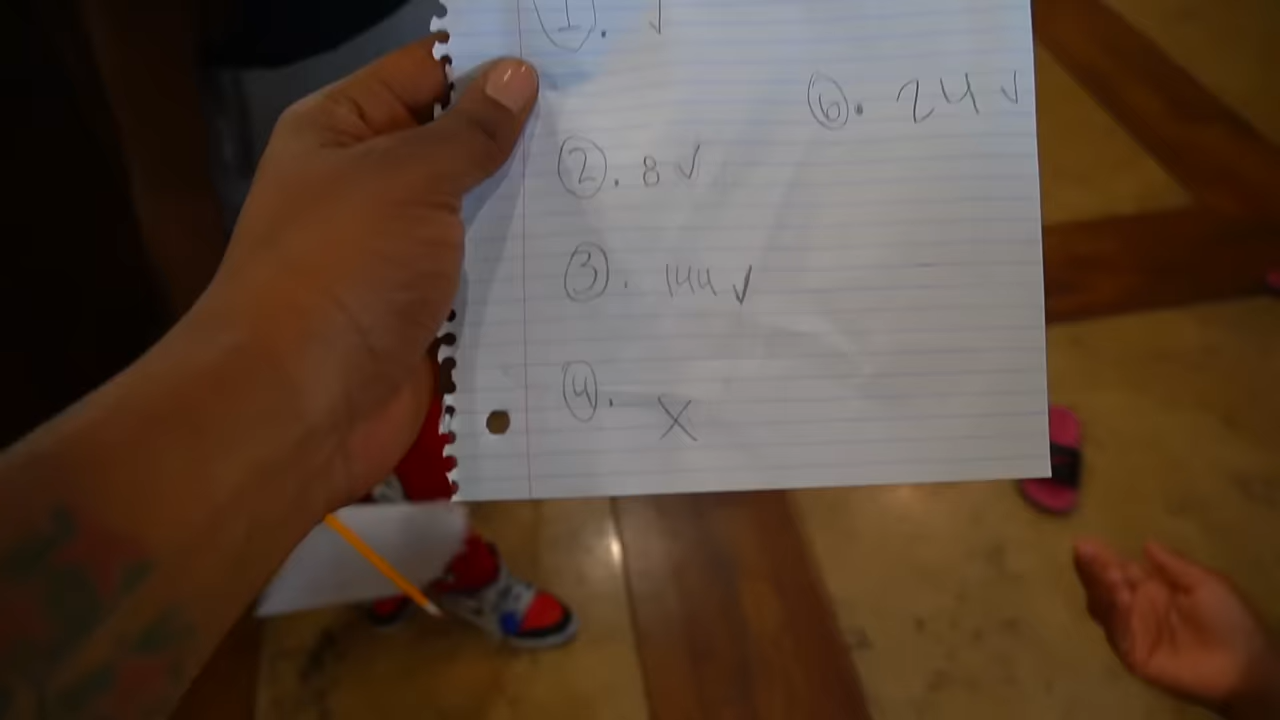 1. ✓
6. 24 ✓
2. 8 ✓
3. 144 ✓
4. X